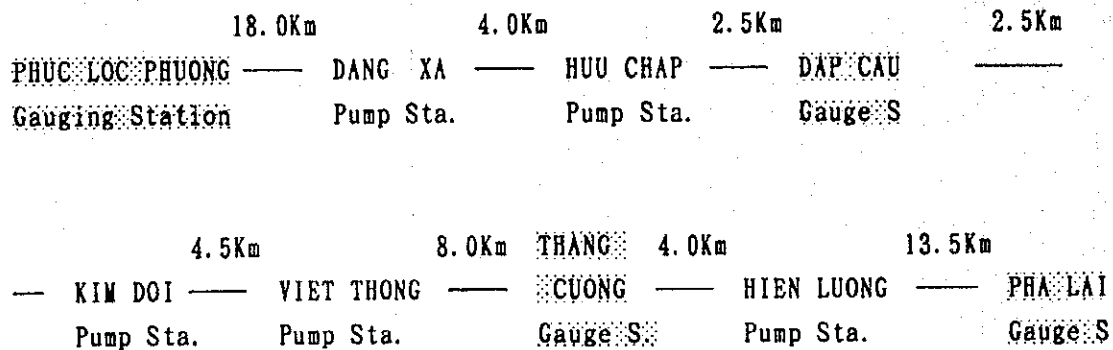 18.0Km 4.0Km 2.5Km 2.5Km
PHUC LOC PHUONG DANG XA HUU CHAP DAP CAU
Gauging Station Pump Sta. Pump Sta. Gauge S
4.5Km 8.0Km THANG 4.0Km 13.5Km
KIM DOI VIET THONG CUONG HIEN LUONG PHA LAI
Pump Sta. Pump Sta. Gauge S. Pump Sta. Gauge S